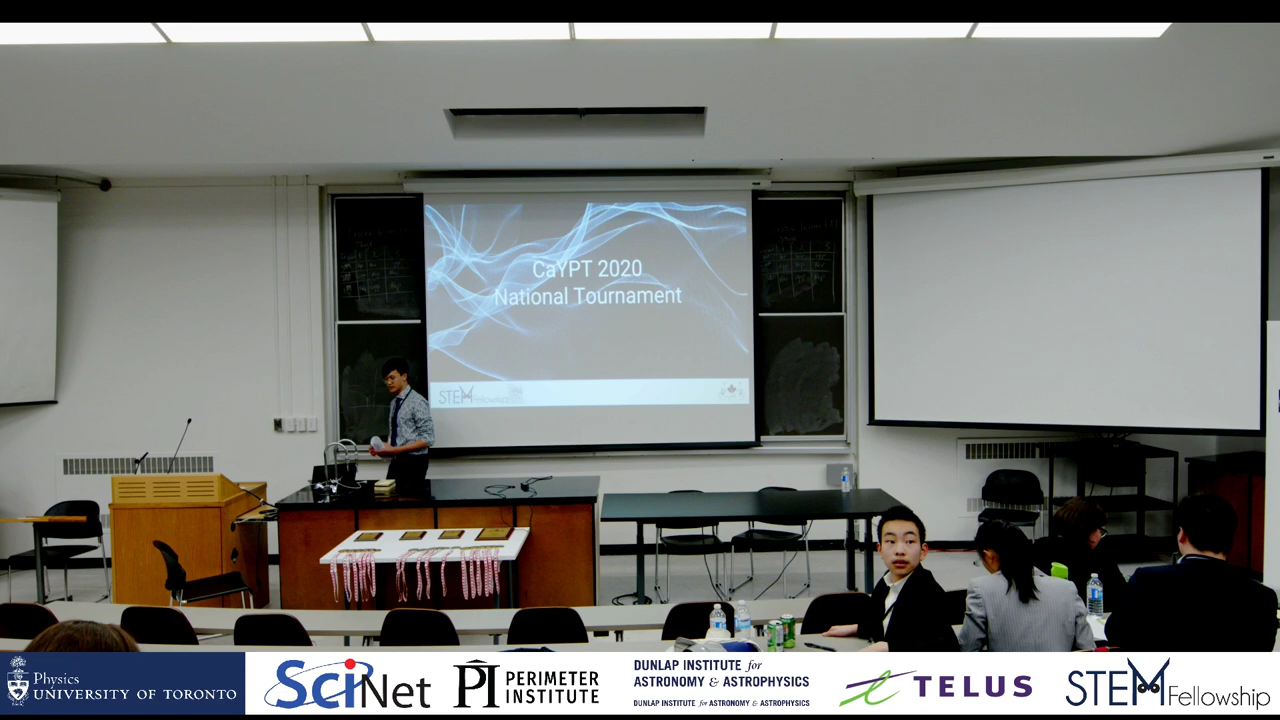 CaYPT 2020
National Tournament
STEM Fellowship
Physics
UNIVERSITY OF TORONTO
SciNet
PI PERIMETER
INSTITUTE
DUNLAP INSTITUTE for
ASTRONOMY & ASTROPHYSICS
DUNLAP INSTITUTE for ASTRONOMY & ASTROPHYSICS
TELUS
STEM Fellowship